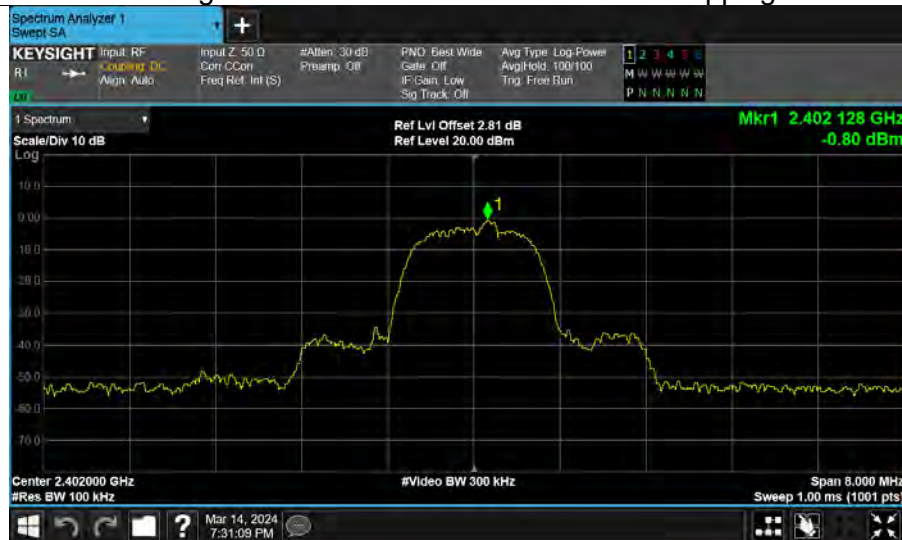 Spectrum Analyzer 1
Swept SA
+
KEYSIGHT Input: RF
RL
Coupling: DC
Align: Auto
Input Z: 50 Ω
Corr CCorr
Freq Ref: Int (S)
#Atten: 30 dB
Preamp: Off
PNO: Best Wide
Gate: Off
IF Gain: Low
Sig Track: Off
Avg Type: Log-Power
Avg|Hold: 100/100
Trig: Free Run
1 2 3 4 5 6
M W W W W W
P N N N N N
1 Spectrum
Scale/Div 10 dB
Ref Lvl Offset 2.81 dB
Ref Level 20.00 dBm
Mkr1 2.402 128 GHz
-0.80 dBm
Log
10.0
0.00
-10.0
-20.0
-30.0
-40.0
-50.0
-60.0
-70.0
1
Center 2.402000 GHz
#Res BW 100 kHz
#Video BW 300 kHz
Span 8.000 MHz
Sweep 1.00 ms (1001 pts)
?
Mar 14, 2024
7:31:09 PM